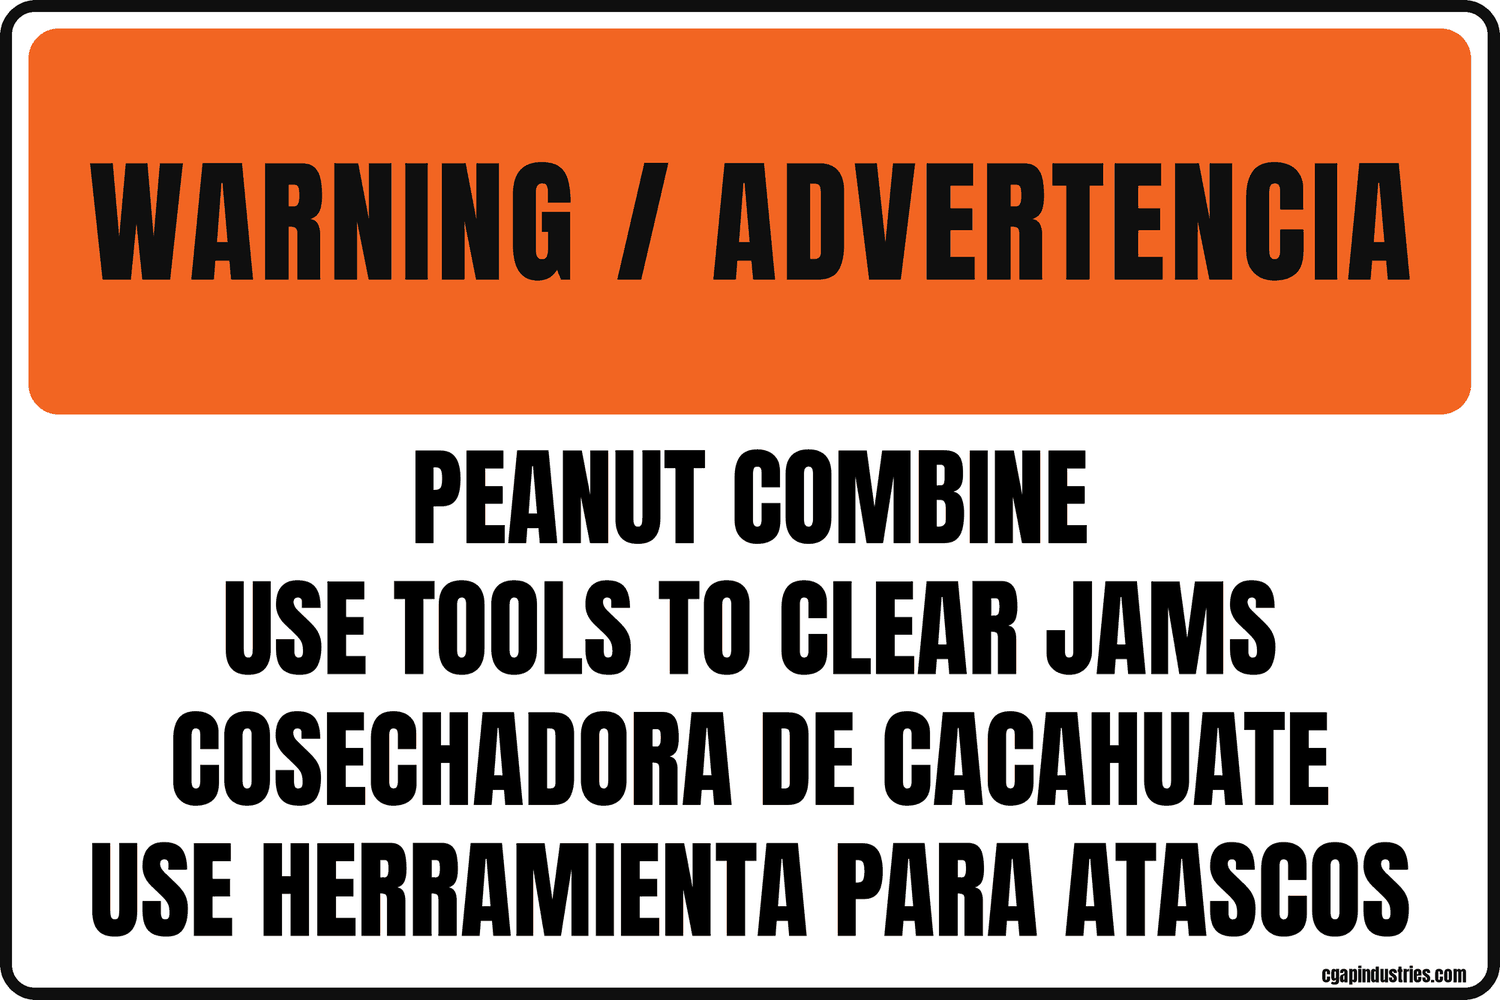 WARNING / ADVERTENCIA
PEANUT COMBINE
USE TOOLS TO CLEAR JAMS
COSECHADORA DE CACAHUATE
USE HERRAMIENTA PARA ATASCOS
cgapindustries.com